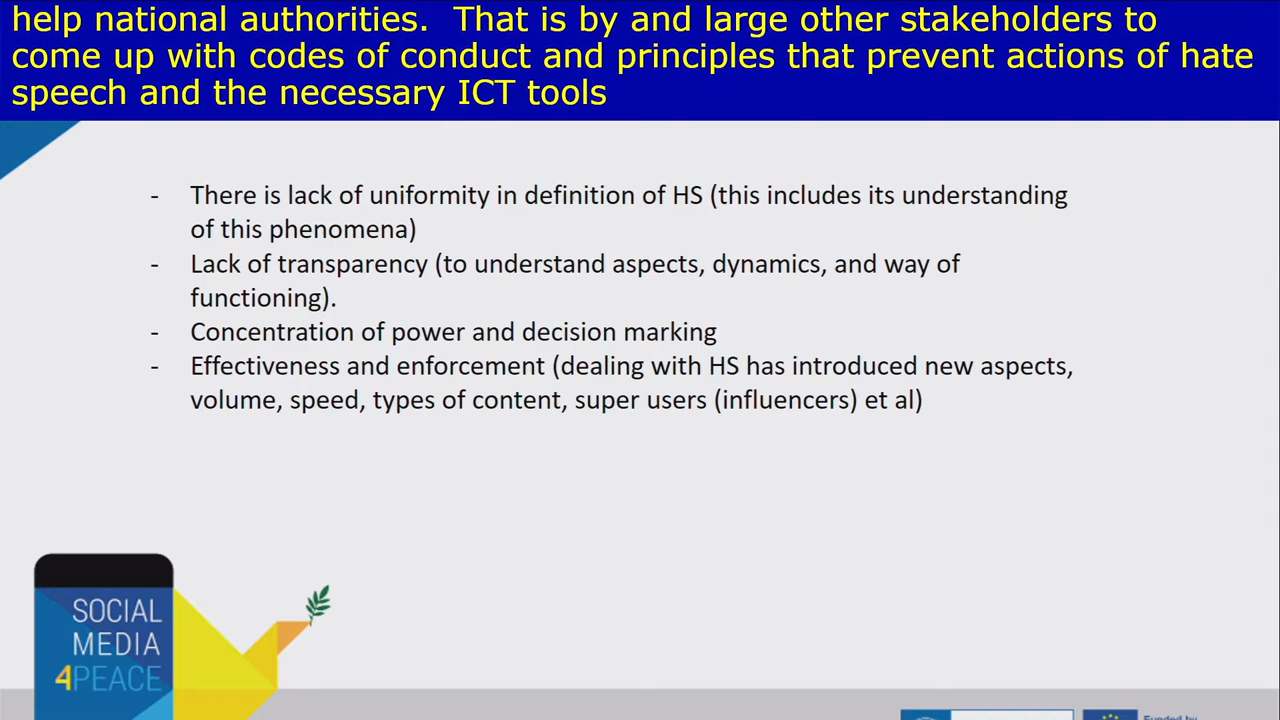 help national authorities.  That is by and large other stakeholders to
come up with codes of conduct and principles that prevent actions of hate
speech and the necessary ICT tools
- There is lack of uniformity in definition of HS (this includes its understanding
of this phenomena)
- Lack of transparency (to understand aspects, dynamics, and way of
functioning).
- Concentration of power and decision marking
- Effectiveness and enforcement (dealing with HS has introduced new aspects,
volume, speed, types of content, super users (influencers) et al)
SOCIAL
MEDIA
4PEACE
Funded by